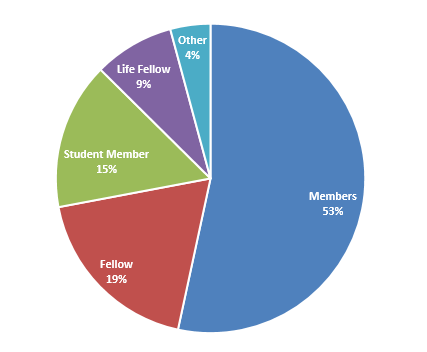 Other
4%
Life Fellow
9%
Student Member
15%
Members
53%
Fellow
19%